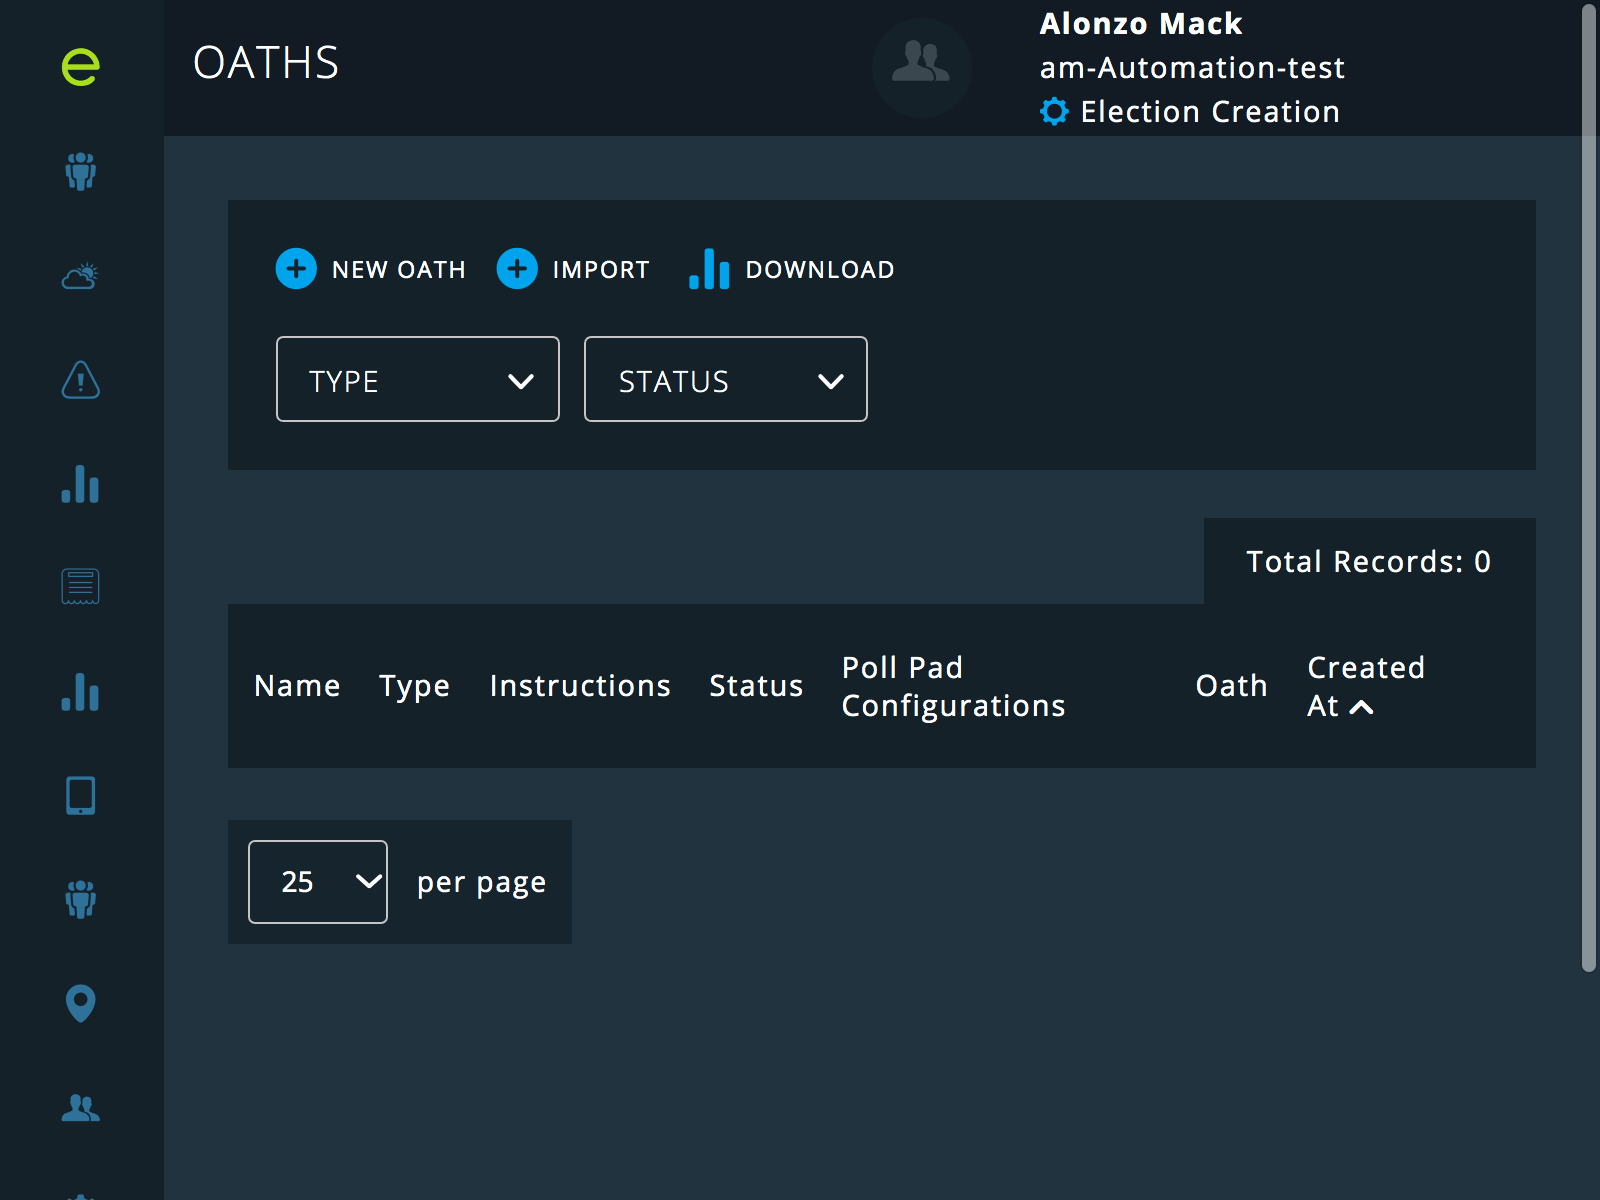 e
OATHS
Alonzo Mack
am-Automation-test
Election Creation
NEW OATH
IMPORT
DOWNLOAD
TYPE
STATUS
Total Records: 0
Name
Type
Instructions
Status
Poll Pad
Configurations
Oath
Created
At
25
per page